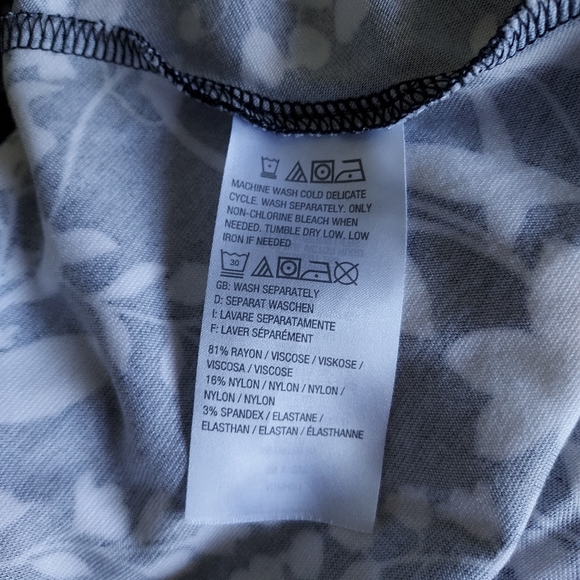 MACHINE WASH COLD DELICATE
CYCLE. WASH SEPARATELY. ONLY
NON-CHLORINE BLEACH WHEN
NEEDED. TUMBLE DRY LOW. LOW
IRON IF NEEDED
30
GB: WASH SEPARATELY
D: SEPARAT WASCHEN
I: LAVARE SEPARATAMENTE
F: LAVER SÉPARÉMENT
81% RAYON / VISCOSE / VISKOSE /
VISCOSA / VISCOSE
16% NYLON / NYLON / NYLON /
NYLON / NYLON
3% SPANDEX / ELASTANE /
ELASTHAN / ELASTAN / ÉLASTHANNE